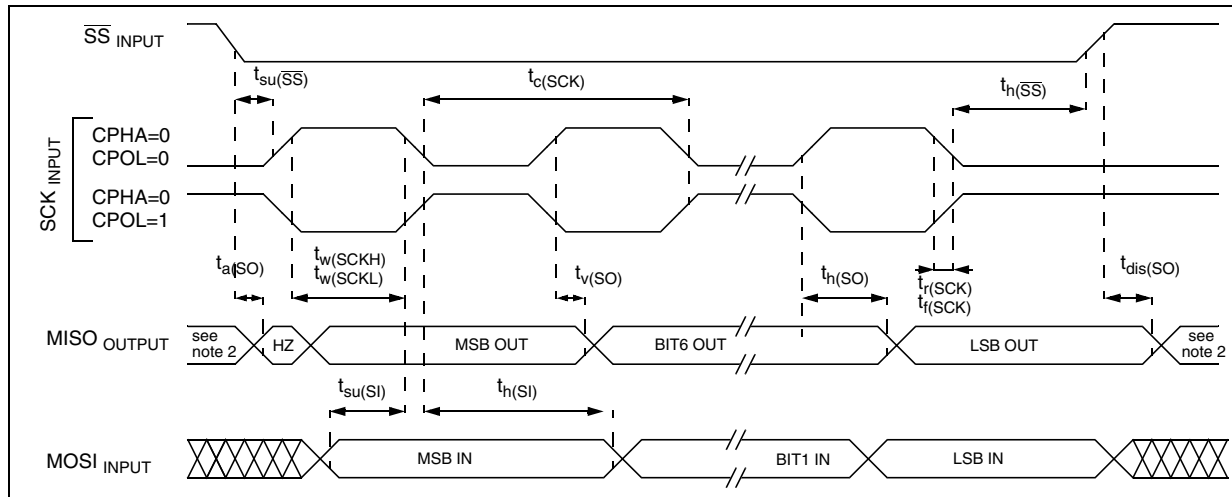 SS INPUT
tsu(SS)
tc(SCK)
th(SS)
SCK INPUT
CPHA=0
CPOL=0
CPHA=0
CPOL=1
ta(SO)
tw(SCKH)
tw(SCKL)
tv(SO)
th(SO)
tr(SCK)
tf(SCK)
tdis(SO)
MISO OUTPUT
see
note 2
HZ
MSB OUT
BIT6 OUT
LSB OUT
see
note 2
tsu(SI)
th(SI)
MOSI INPUT
MSB IN
BIT1 IN
LSB IN